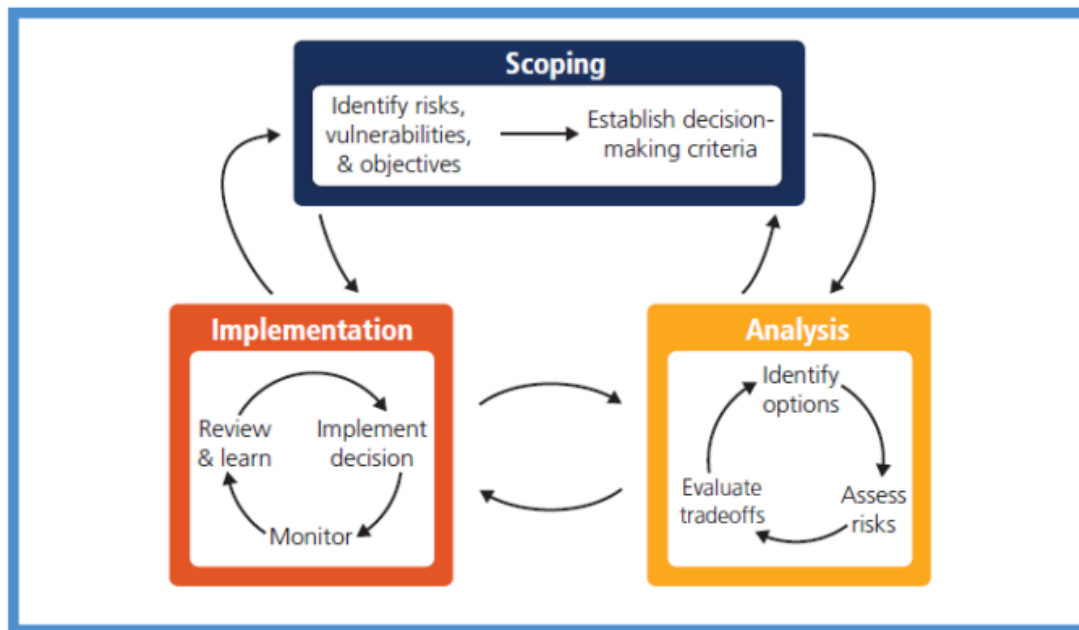 Scoping
Identify risks,
vulnerabilities,
& objectives
Establish decision-
making criteria
Implementation
Review
& learn
Implement
decision
Monitor
Analysis
Identify
options
Assess
risks
Evaluate
tradeoffs